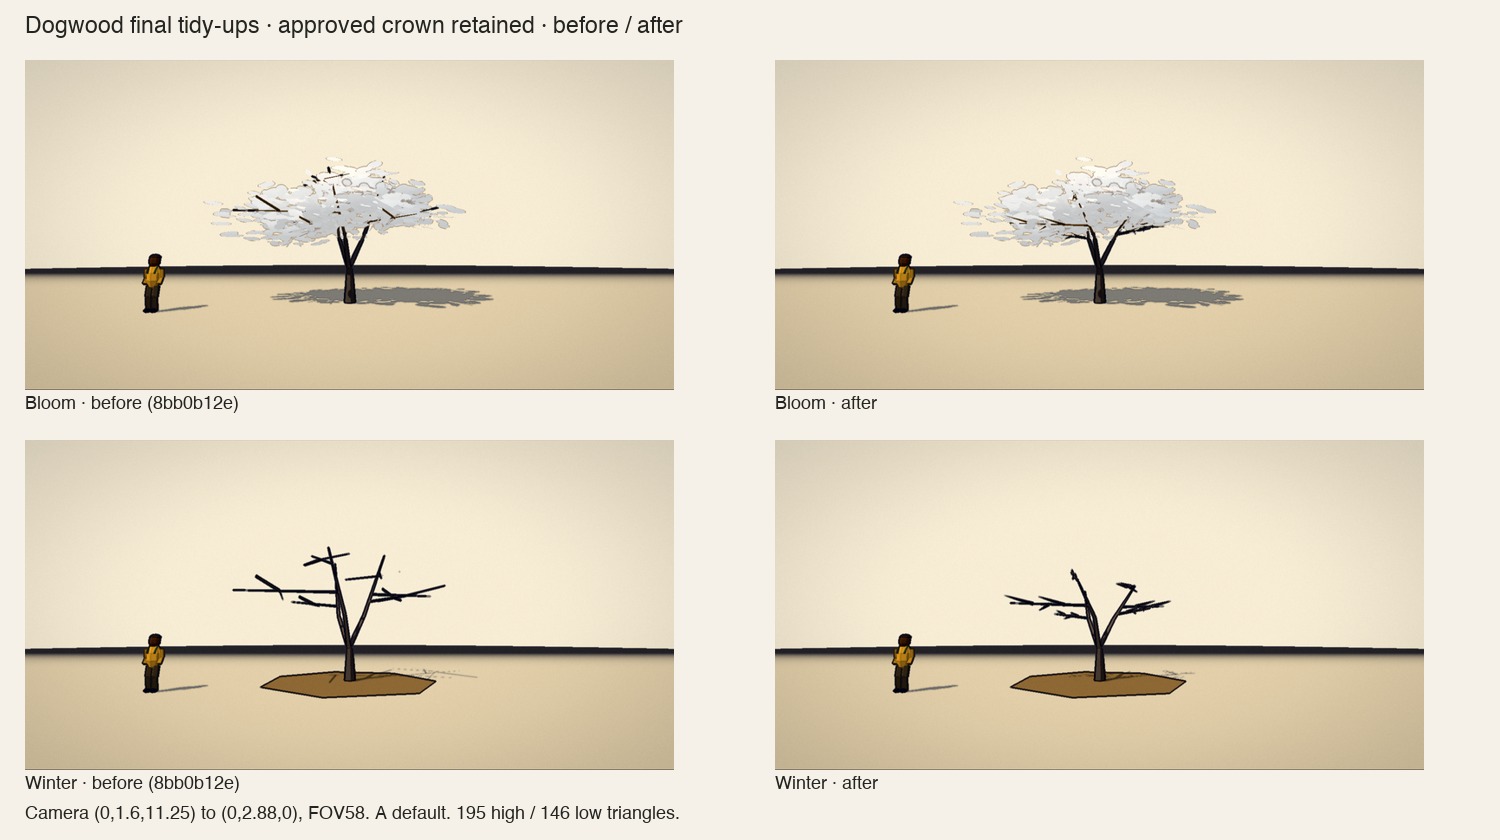 Dogwood final tidy-ups · approved crown retained · before / after
Bloom · before (8bb0b12e)
Bloom · after
Winter · before (8bb0b12e)
Winter · after
Camera (0,1.6,11.25) to (0,2.88,0), FOV58. A default. 195 high / 146 low triangles.